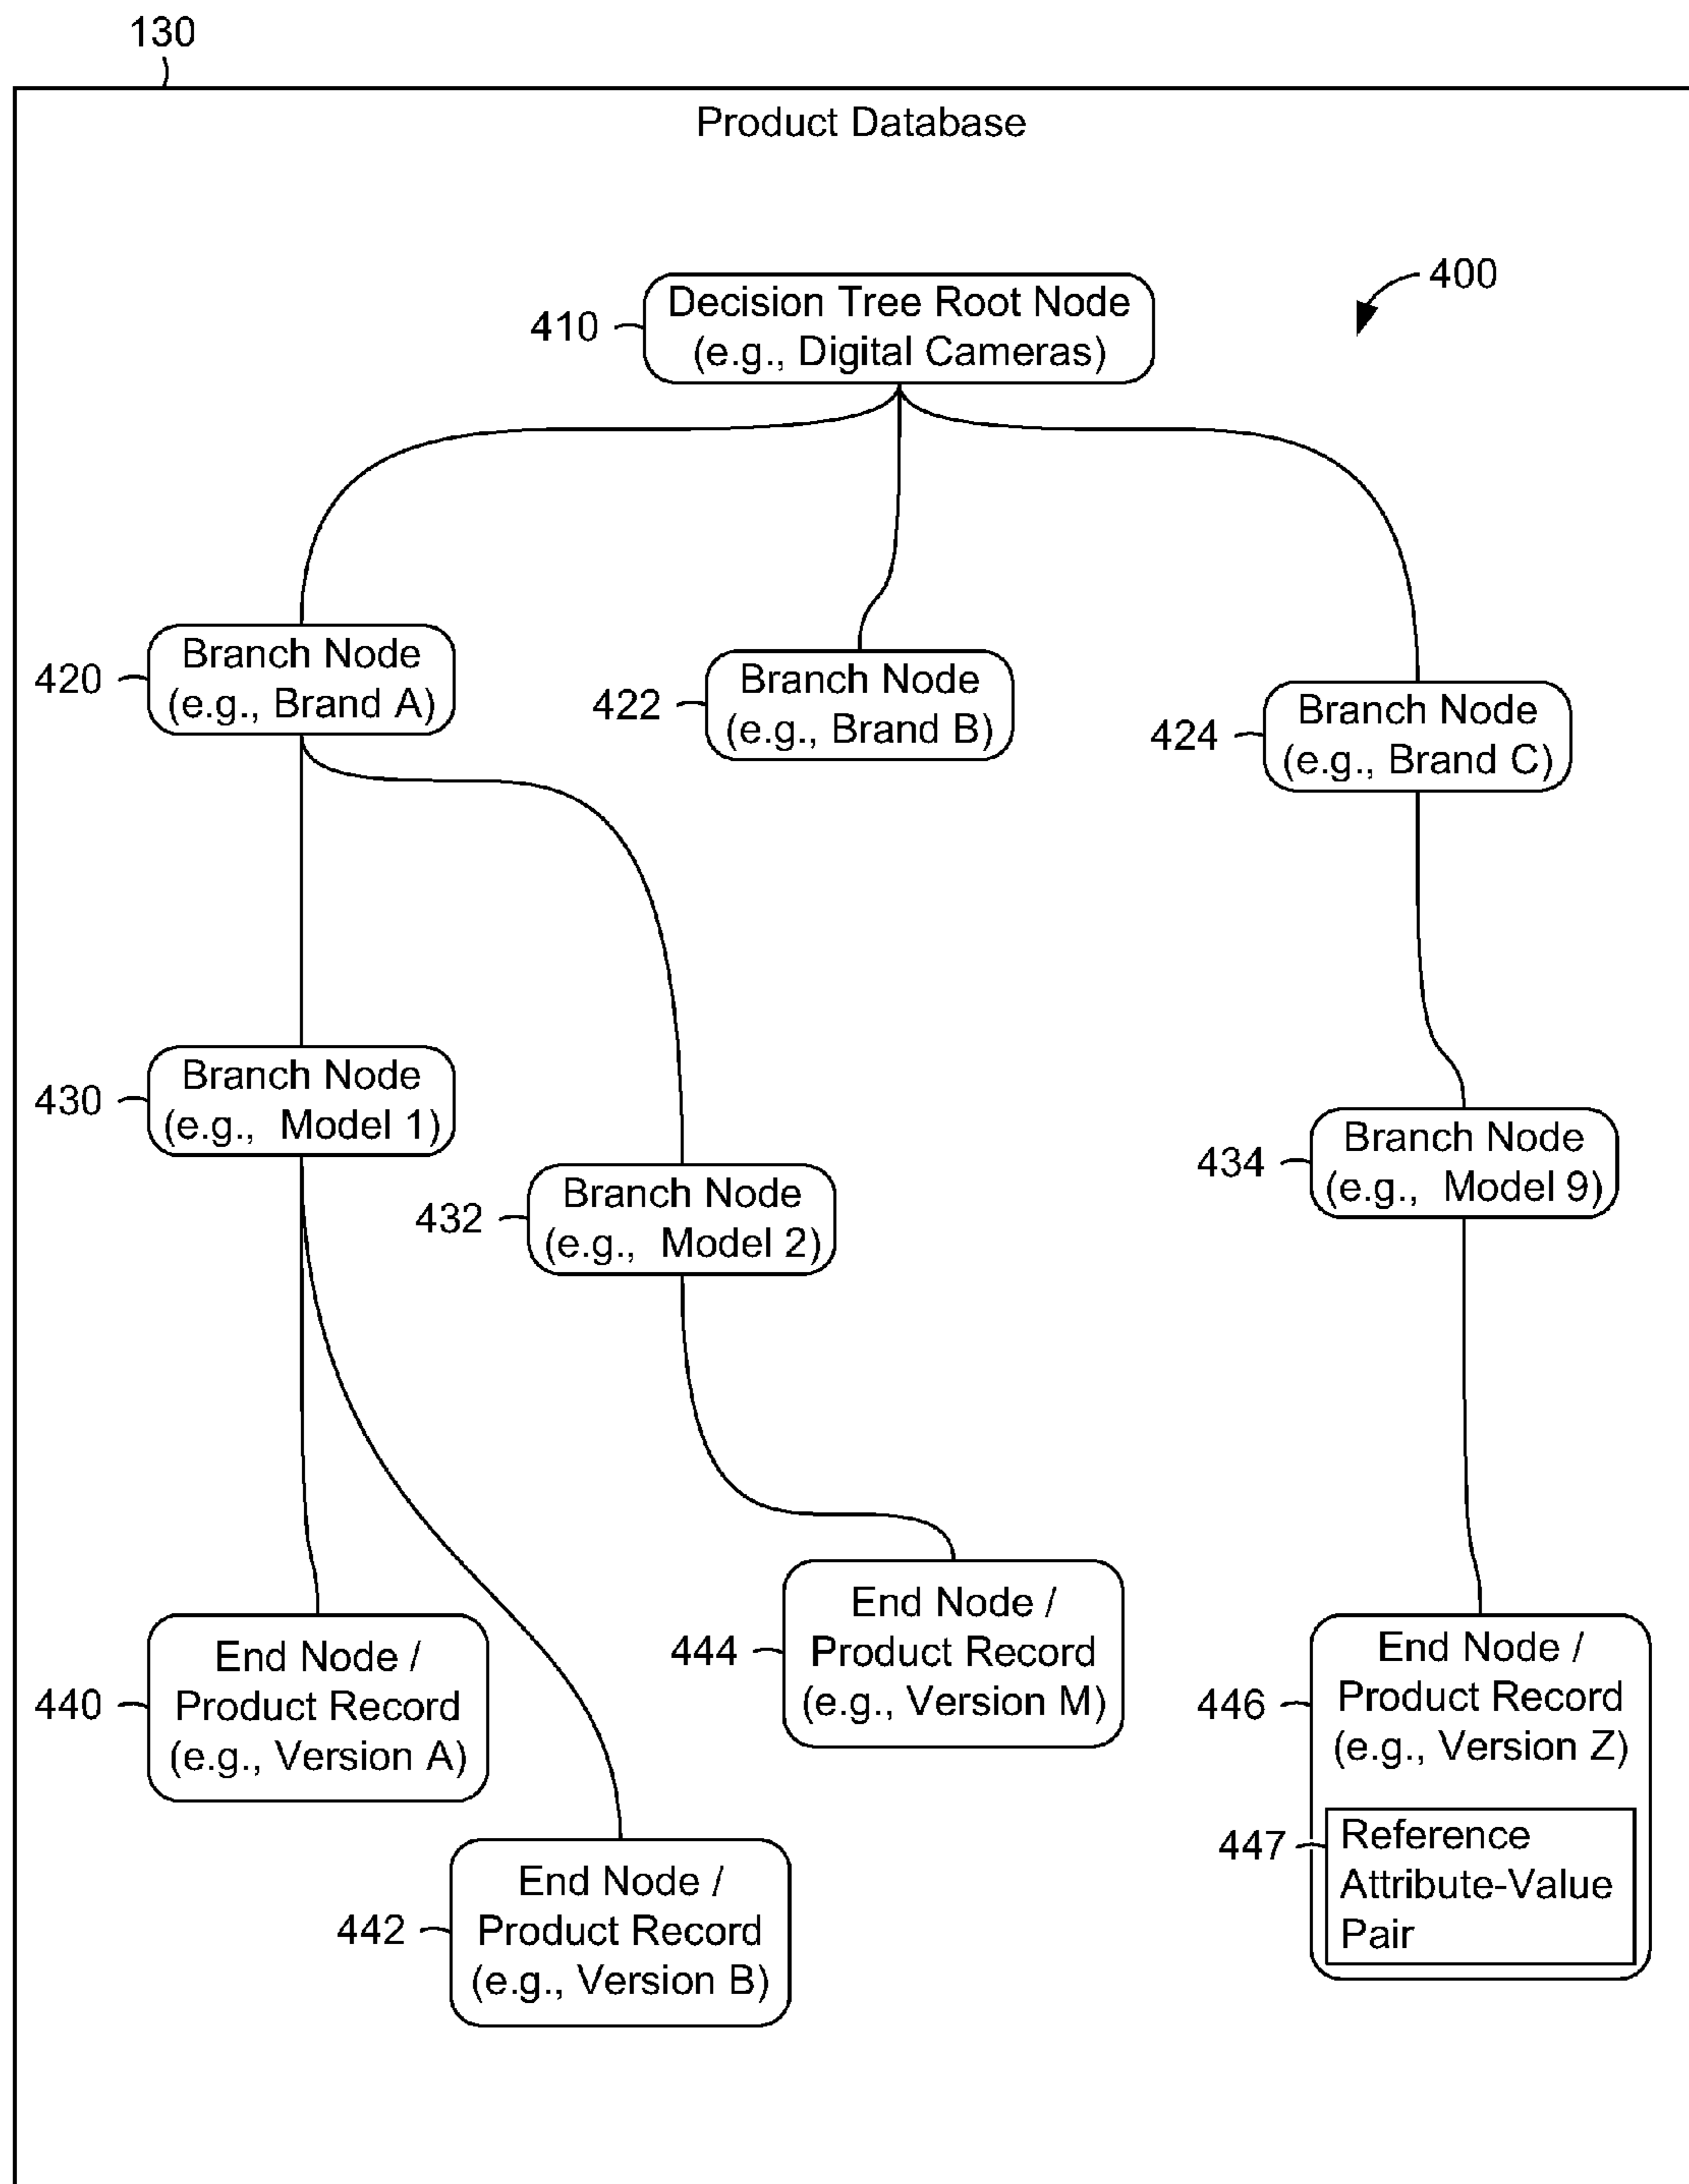 130
Product Database
400
410
Decision Tree Root Node
(e.g., Digital Cameras)
420
Branch Node
(e.g., Brand A)
422
Branch Node
(e.g., Brand B)
424
Branch Node
(e.g., Brand C)
430
Branch Node
(e.g., Model 1)
432
Branch Node
(e.g., Model 2)
434
Branch Node
(e.g., Model 9)
440
End Node /
Product Record
(e.g., Version A)
442
End Node /
Product Record
(e.g., Version B)
444
End Node /
Product Record
(e.g., Version M)
446
End Node /
Product Record
(e.g., Version Z)
447
Reference
Attribute-Value
Pair